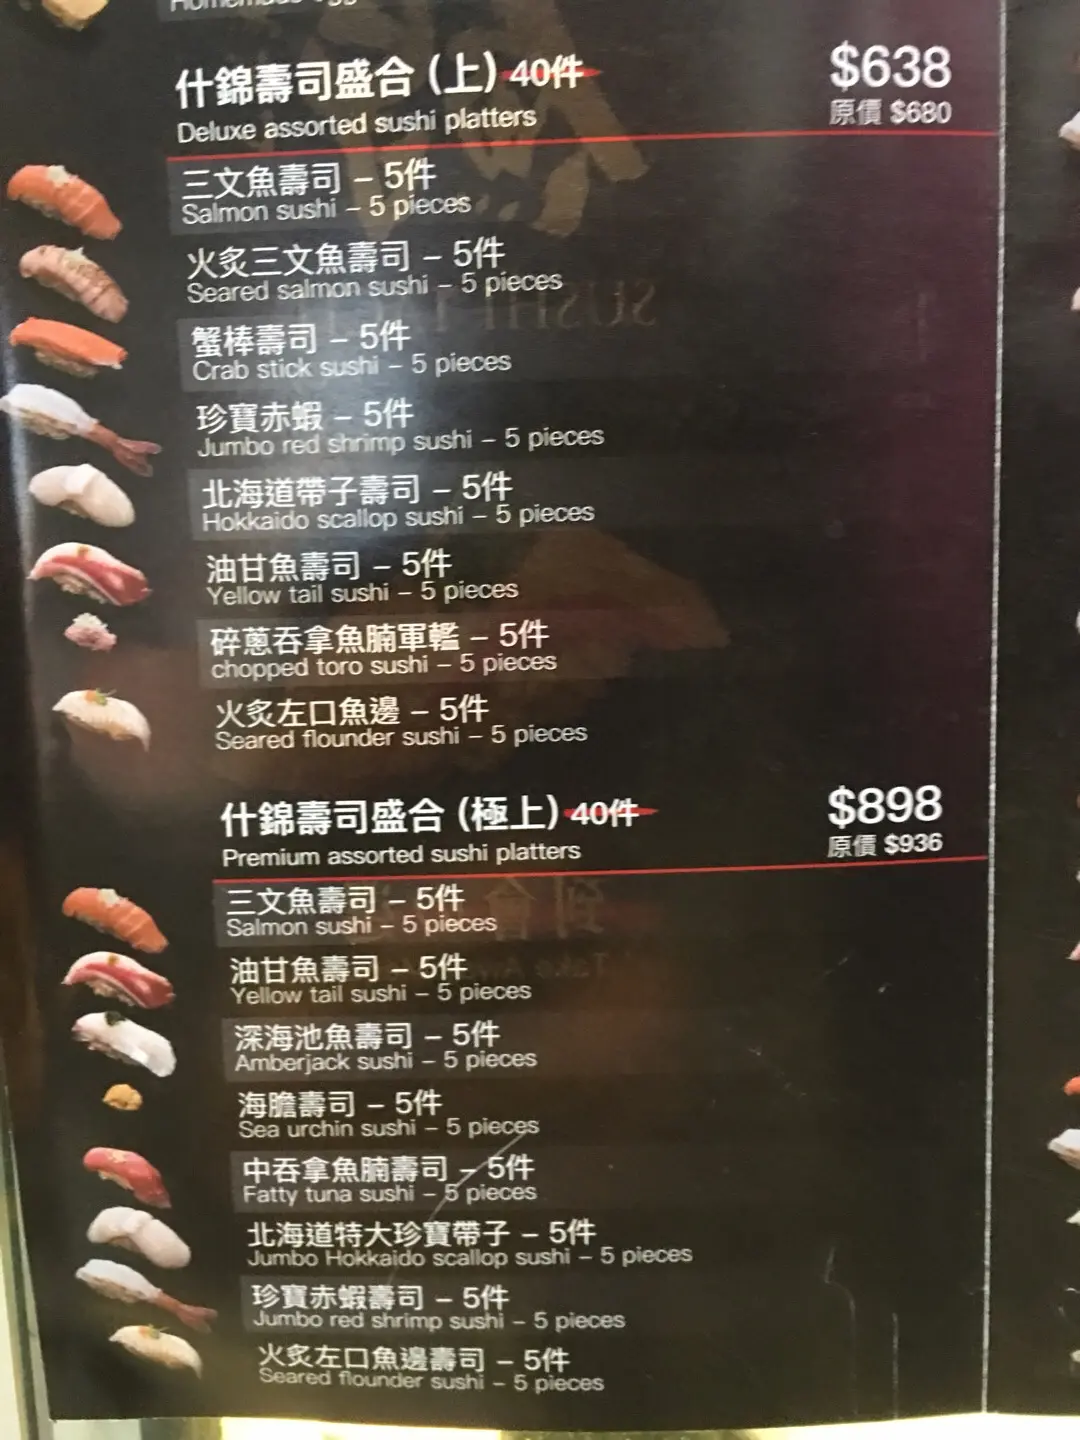 什錦壽司盛合 (上) 40件 $638
Deluxe assorted sushi platters 原價 $680
三文魚壽司 – 5件
Salmon sushi – 5 pieces
火炙三文魚壽司 – 5件
Seared salmon sushi – 5 pieces
蟹棒壽司 – 5件
Crab stick sushi – 5 pieces
珍寶赤蝦 – 5件
Jumbo red shrimp sushi – 5 pieces
北海道帶子壽司 – 5件
Hokkaido scallop sushi – 5 pieces
油甘魚壽司 – 5件
Yellow tail sushi – 5 pieces
碎蔥吞拿魚腩軍艦 – 5件
chopped toro sushi – 5 pieces
火炙左口魚邊 – 5件
Seared flounder sushi – 5 pieces
什錦壽司盛合 (極上) 40件 $898
Premium assorted sushi platters 原價 $936
三文魚壽司 – 5件
Salmon sushi – 5 pieces
油甘魚壽司 – 5件
Yellow tail sushi – 5 pieces
深海池魚壽司 – 5件
Amberjack sushi – 5 pieces
海膽壽司 – 5件
Sea urchin sushi – 5 pieces
中吞拿魚腩壽司 – 5件
Fatty tuna sushi – 5 pieces
北海道特大珍寶帶子 – 5件
Jumbo Hokkaido scallop sushi – 5 pieces
珍寶赤蝦壽司 – 5件
Jumbo red shrimp sushi – 5 pieces
火炙左口魚邊壽司 – 5件
Seared flounder sushi – 5 pieces